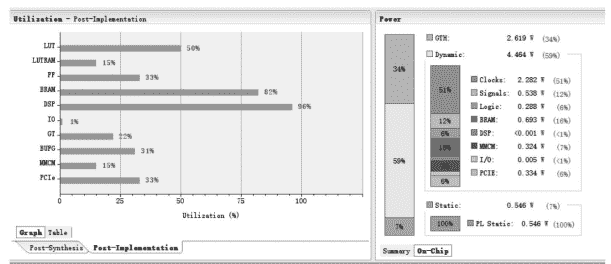 Utilization - Post-Implementation
LUT
50%
LUTRAM
15%
FF
33%
BRAM
82%
DSP
96%
IO
1%
GT
22%
BUFG
31%
MMCM
15%
PCIe
33%
0
25
50
75
100
Utilization (%)
Graph Table
Post-Synthesis Post-Implementation
Power
34%
59%
7%
GTH: 2.619 W (34%)
Dynamic: 4.464 W (59%)
51%
12%
6%
16%
6%
Clocks: 2.282 W (51%)
Signals: 0.538 W (12%)
Logic: 0.288 W (6%)
BRAM: 0.693 W (16%)
DSP: <0.001 W (<1%)
MMCM: 0.324 W (7%)
I/O: 0.005 W (<1%)
PCIE: 0.334 W (6%)
Static: 0.546 W (7%)
100%
PL Static: 0.546 W (100%)
Summary On-Chip